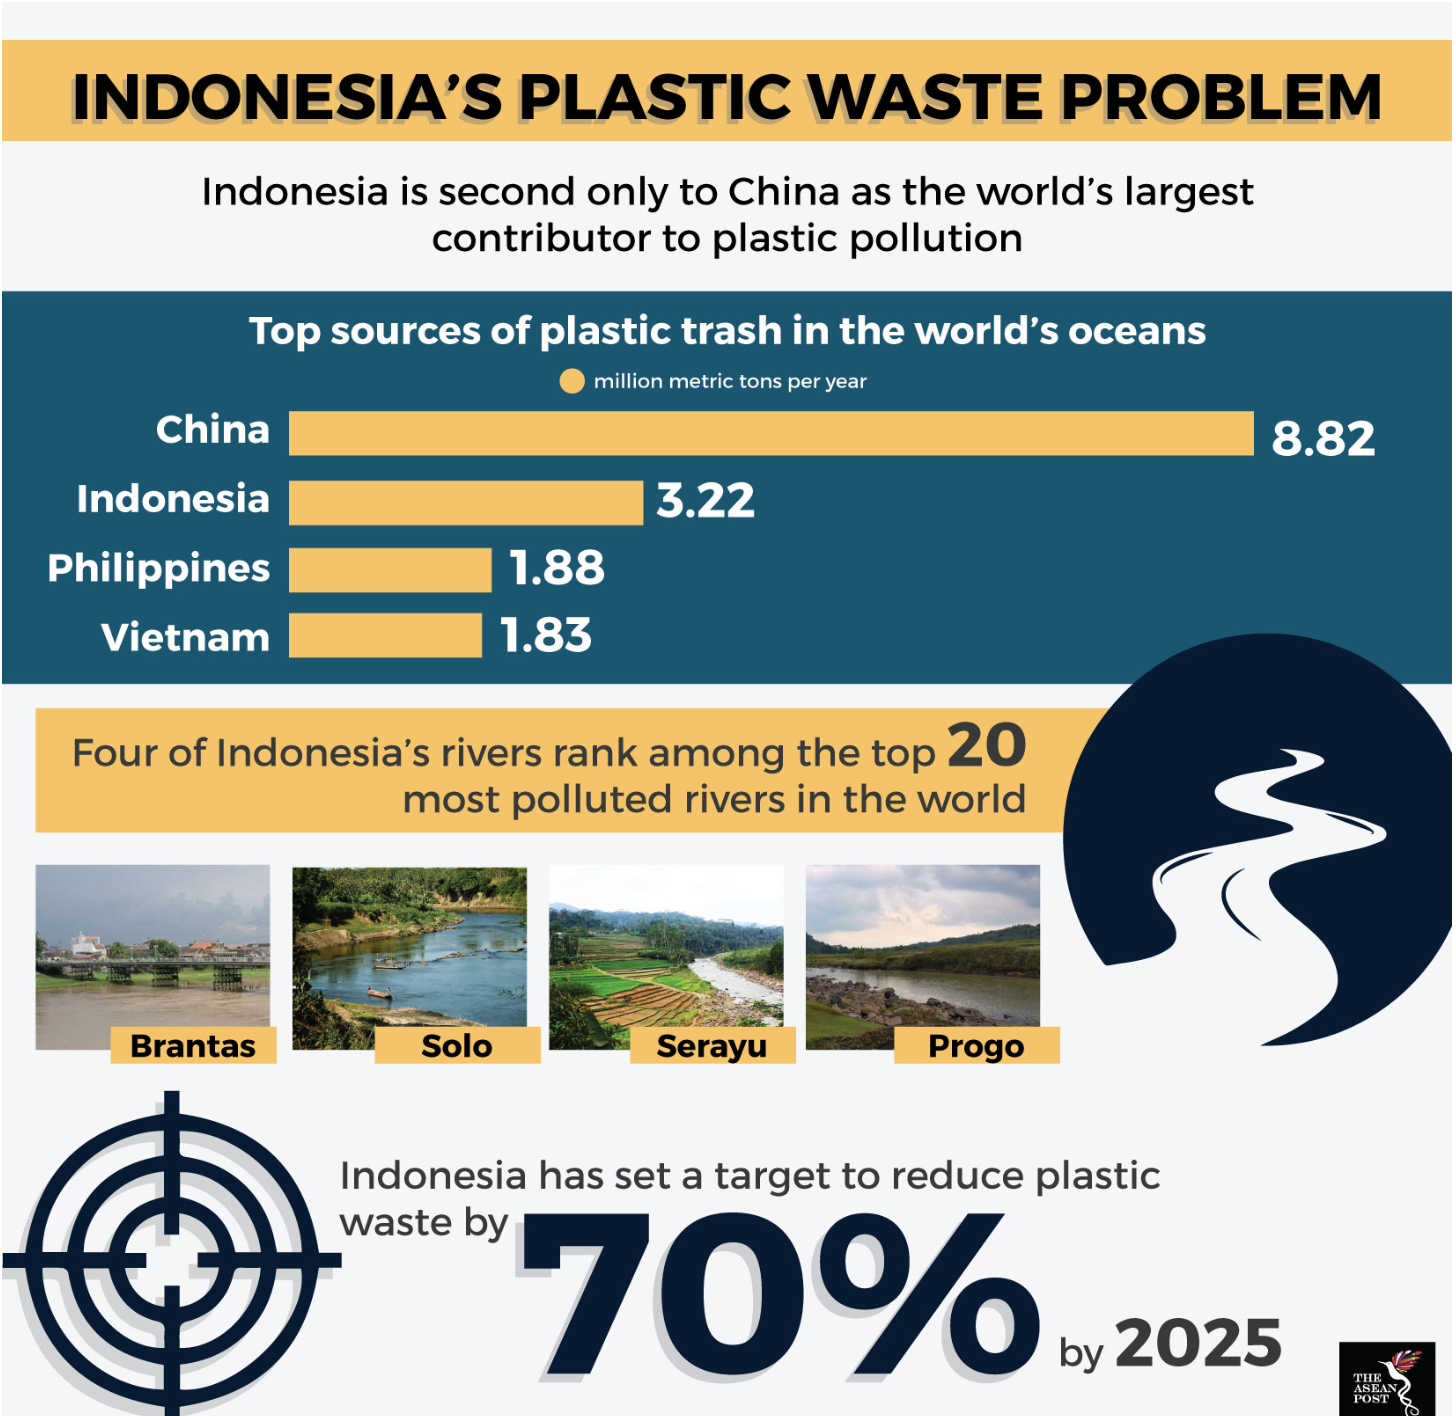 INDONESIA'S PLASTIC WASTE PROBLEM
Indonesia is second only to China as the world's largest
contributor to plastic pollution
Top sources of plastic trash in the world's oceans
million metric tons per year
China 8.82
Indonesia 3.22
Philippines 1.88
Vietnam 1.83
Four of Indonesia's rivers rank among the top 20
most polluted rivers in the world
Brantas Solo Serayu Progo
Indonesia has set a target to reduce plastic
waste by 70% by 2025
THE
ASEAN
POST